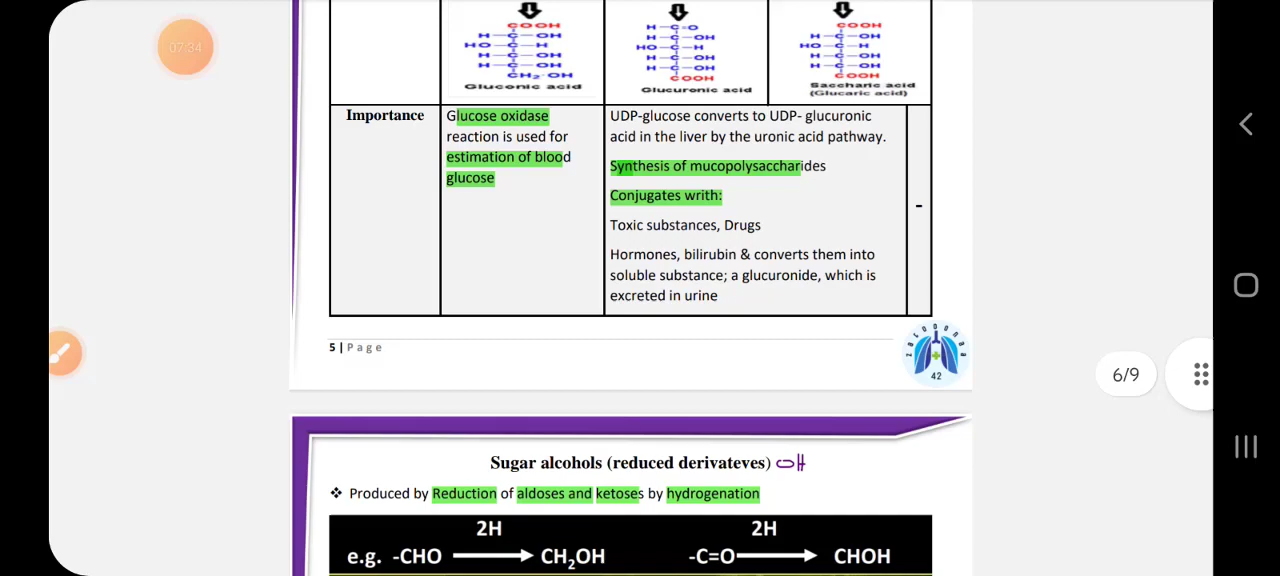 07:34
COOH
H—C—OH
HO—C—H
H—C—OH
H—C—OH
CH2·OH
Gluconic acid
H—C=O
H—C—OH
HO—C—H
H—C—OH
H—C—OH
COOH
Glucuronic acid
COOH
H—C—OH
HO—C—H
H—C—OH
H—C—OH
COOH
Saccharic acid
(Glucaric acid)
Importance
Glucose oxidase
reaction is used for
estimation of blood
glucose
UDP-glucose converts to UDP- glucuronic
acid in the liver by the uronic acid pathway.
Synthesis of mucopolysaccharides
Conjugates writh:
Toxic substances, Drugs
Hormones, bilirubin & converts them into
soluble substance; a glucuronide, which is
excreted in urine
-
5 | Page
42
6/9
Sugar alcohols (reduced derivateves)
❖ Produced by Reduction of aldoses and ketoses by hydrogenation
2H 2H
e.g. -CHO → CH2OH -C=O → CHOH